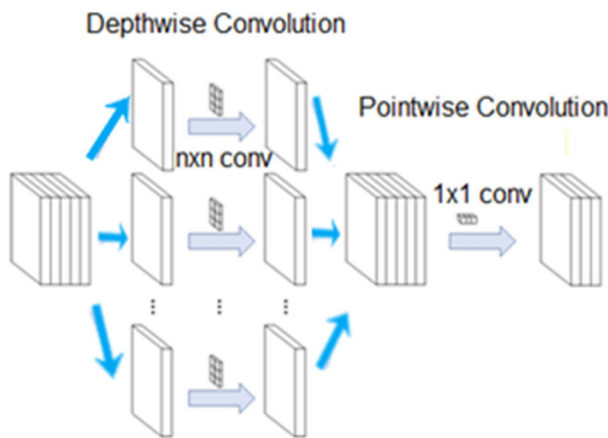 Depthwise Convolution
Pointwise Convolution
nxn conv
1x1 conv